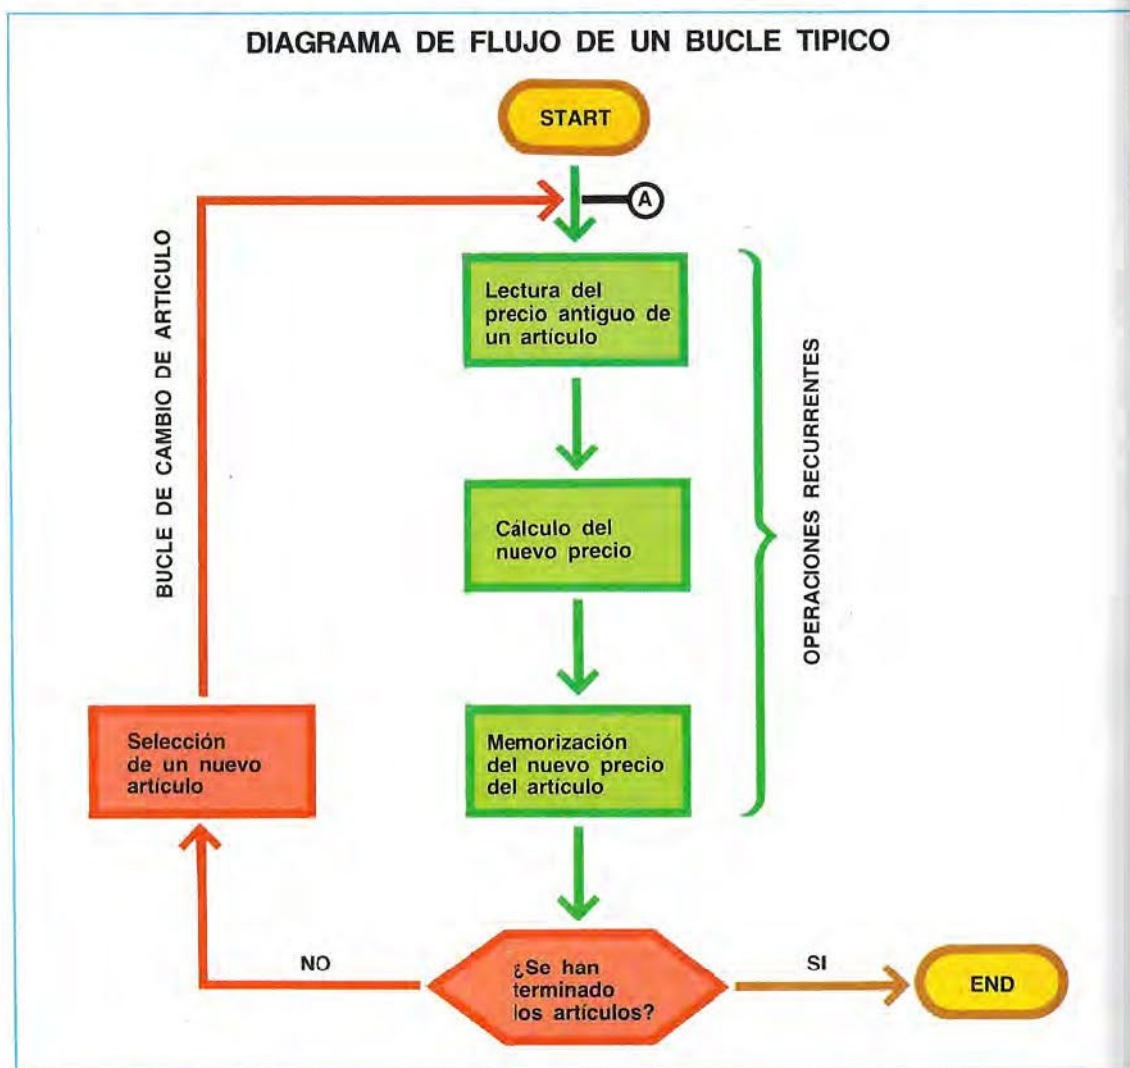 DIAGRAMA DE FLUJO DE UN BUCLE TIPICO
START
A
BUCLE DE CAMBIO DE ARTICULO
Lectura del
precio antiguo de
un artículo
OPERACIONES RECURRENTES
Cálculo del
nuevo precio
Selección
de un nuevo
artículo
Memorización
del nuevo precio
del artículo
NO
¿Se han
terminado
los artículos?
SI
END